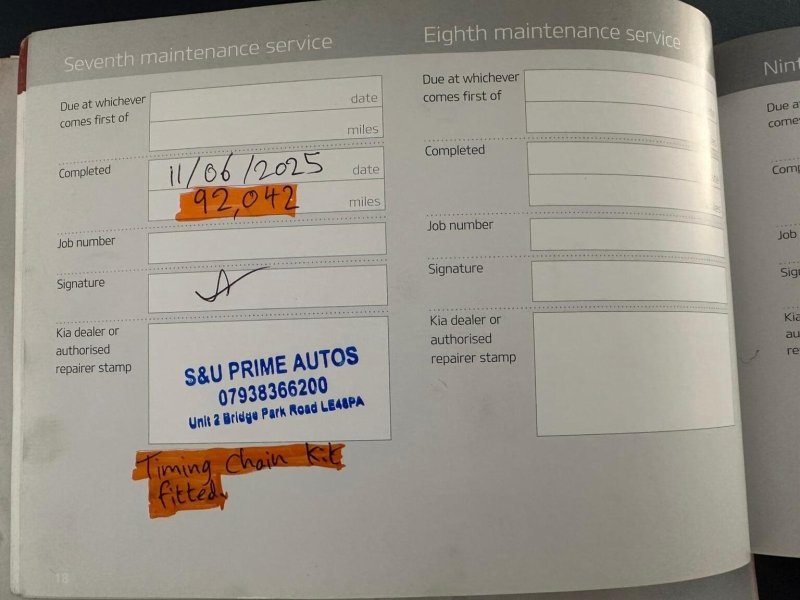 Seventh maintenance service
Due at whichever
comes first of
date
miles
Completed
11/06/2025 date
92,042 miles
Job number
Signature
Kia dealer or
authorised
repairer stamp
S&U PRIME AUTOS
07938366200
Unit 2 Bridge Park Road LE48PA
Timing Chain Kit
fitted.
18
Eighth maintenance service
Due at whichever
comes first of
Completed
Job number
Signature
Kia dealer or
authorised
repairer stamp
Nint
Due a
come
Comp
Job
Sig
Kia
au
re